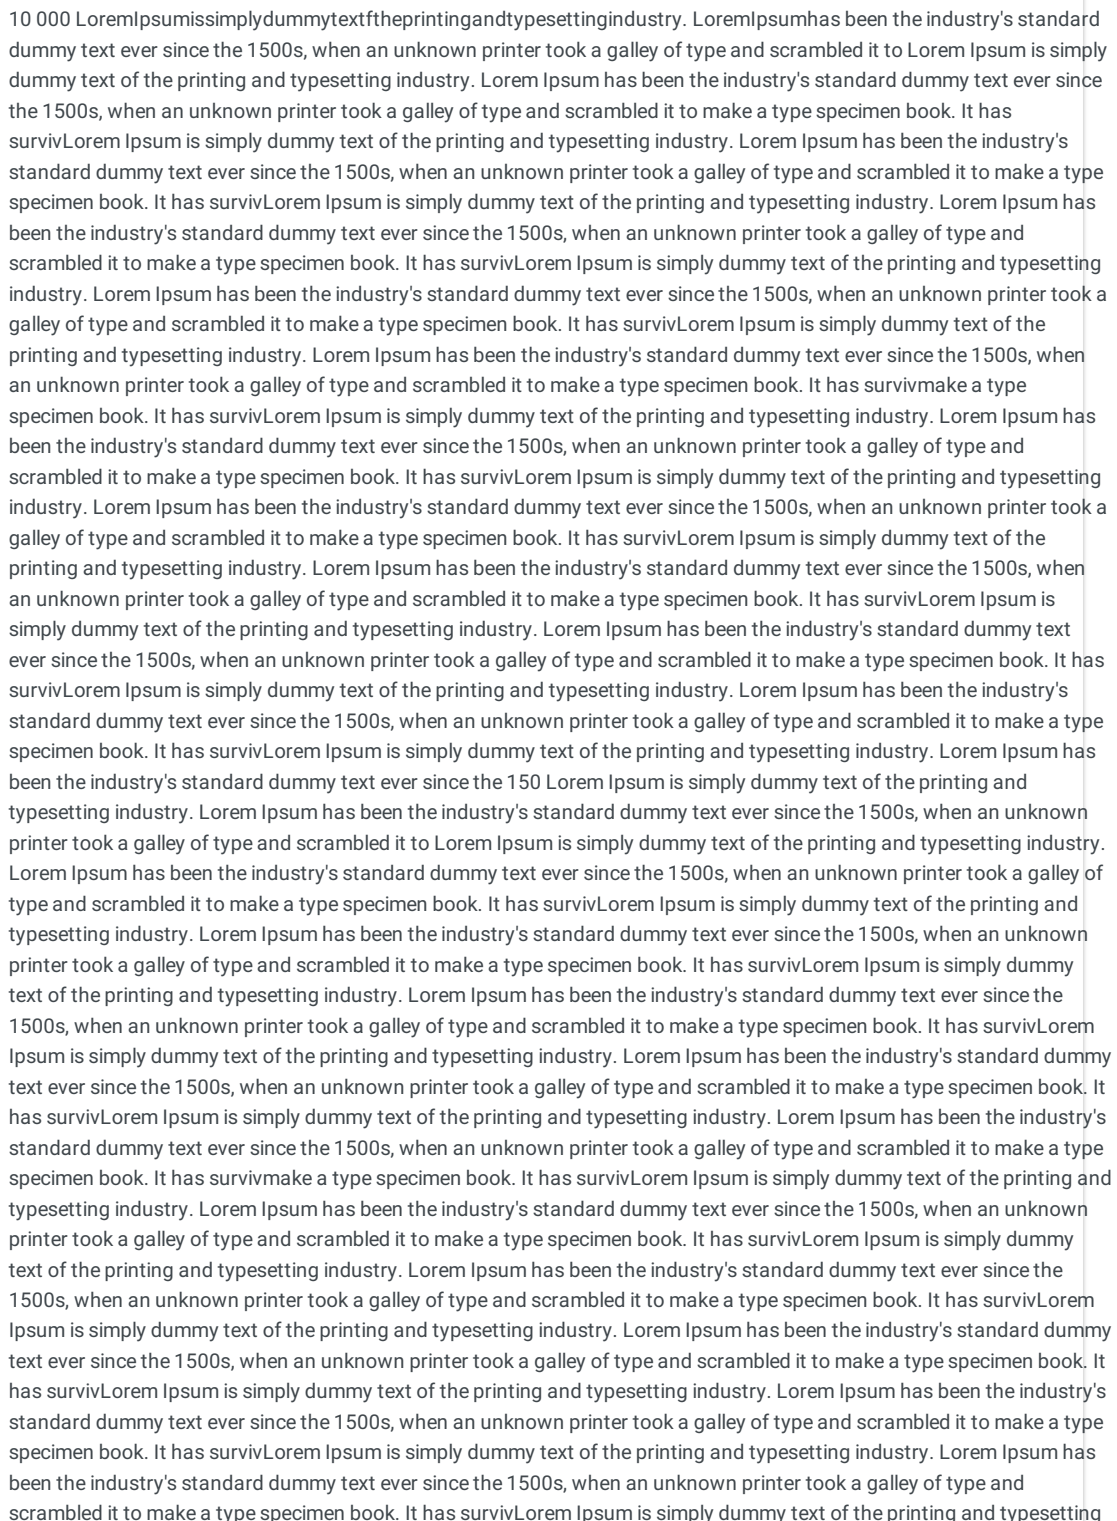 10 000 LoremIpsumissimplydummytextftheprintingandtypesettingindustry. LoremIpsumhas been the industry's standard
dummy text ever since the 1500s, when an unknown printer took a galley of type and scrambled it to Lorem Ipsum is simply
dummy text of the printing and typesetting industry. Lorem Ipsum has been the industry's standard dummy text ever since
the 1500s, when an unknown printer took a galley of type and scrambled it to make a type specimen book. It has
survivLorem Ipsum is simply dummy text of the printing and typesetting industry. Lorem Ipsum has been the industry's
standard dummy text ever since the 1500s, when an unknown printer took a galley of type and scrambled it to make a type
specimen book. It has survivLorem Ipsum is simply dummy text of the printing and typesetting industry. Lorem Ipsum has
been the industry's standard dummy text ever since the 1500s, when an unknown printer took a galley of type and
scrambled it to make a type specimen book. It has survivLorem Ipsum is simply dummy text of the printing and typesetting
industry. Lorem Ipsum has been the industry's standard dummy text ever since the 1500s, when an unknown printer took a
galley of type and scrambled it to make a type specimen book. It has survivLorem Ipsum is simply dummy text of the
printing and typesetting industry. Lorem Ipsum has been the industry's standard dummy text ever since the 1500s, when
an unknown printer took a galley of type and scrambled it to make a type specimen book. It has survivmake a type
specimen book. It has survivLorem Ipsum is simply dummy text of the printing and typesetting industry. Lorem Ipsum has
been the industry's standard dummy text ever since the 1500s, when an unknown printer took a galley of type and
scrambled it to make a type specimen book. It has survivLorem Ipsum is simply dummy text of the printing and typesetting
industry. Lorem Ipsum has been the industry's standard dummy text ever since the 1500s, when an unknown printer took a
galley of type and scrambled it to make a type specimen book. It has survivLorem Ipsum is simply dummy text of the
printing and typesetting industry. Lorem Ipsum has been the industry's standard dummy text ever since the 1500s, when
an unknown printer took a galley of type and scrambled it to make a type specimen book. It has survivLorem Ipsum is
simply dummy text of the printing and typesetting industry. Lorem Ipsum has been the industry's standard dummy text
ever since the 1500s, when an unknown printer took a galley of type and scrambled it to make a type specimen book. It has
survivLorem Ipsum is simply dummy text of the printing and typesetting industry. Lorem Ipsum has been the industry's
standard dummy text ever since the 1500s, when an unknown printer took a galley of type and scrambled it to make a type
specimen book. It has survivLorem Ipsum is simply dummy text of the printing and typesetting industry. Lorem Ipsum has
been the industry's standard dummy text ever since the 150 Lorem Ipsum is simply dummy text of the printing and
typesetting industry. Lorem Ipsum has been the industry's standard dummy text ever since the 1500s, when an unknown
printer took a galley of type and scrambled it to Lorem Ipsum is simply dummy text of the printing and typesetting industry.
Lorem Ipsum has been the industry's standard dummy text ever since the 1500s, when an unknown printer took a galley of
type and scrambled it to make a type specimen book. It has survivLorem Ipsum is simply dummy text of the printing and
typesetting industry. Lorem Ipsum has been the industry's standard dummy text ever since the 1500s, when an unknown
printer took a galley of type and scrambled it to make a type specimen book. It has survivLorem Ipsum is simply dummy
text of the printing and typesetting industry. Lorem Ipsum has been the industry's standard dummy text ever since the
1500s, when an unknown printer took a galley of type and scrambled it to make a type specimen book. It has survivLorem
Ipsum is simply dummy text of the printing and typesetting industry. Lorem Ipsum has been the industry's standard dummy
text ever since the 1500s, when an unknown printer took a galley of type and scrambled it to make a type specimen book. It
has survivLorem Ipsum is simply dummy text of the printing and typesetting industry. Lorem Ipsum has been the industry's
standard dummy text ever since the 1500s, when an unknown printer took a galley of type and scrambled it to make a type
specimen book. It has survivmake a type specimen book. It has survivLorem Ipsum is simply dummy text of the printing and
typesetting industry. Lorem Ipsum has been the industry's standard dummy text ever since the 1500s, when an unknown
printer took a galley of type and scrambled it to make a type specimen book. It has survivLorem Ipsum is simply dummy
text of the printing and typesetting industry. Lorem Ipsum has been the industry's standard dummy text ever since the
1500s, when an unknown printer took a galley of type and scrambled it to make a type specimen book. It has survivLorem
Ipsum is simply dummy text of the printing and typesetting industry. Lorem Ipsum has been the industry's standard dummy
text ever since the 1500s, when an unknown printer took a galley of type and scrambled it to make a type specimen book. It
has survivLorem Ipsum is simply dummy text of the printing and typesetting industry. Lorem Ipsum has been the industry's
standard dummy text ever since the 1500s, when an unknown printer took a galley of type and scrambled it to make a type
specimen book. It has survivLorem Ipsum is simply dummy text of the printing and typesetting industry. Lorem Ipsum has
been the industry's standard dummy text ever since the 1500s, when an unknown printer took a galley of type and
scrambled it to make a type specimen book. It has survivLorem Ipsum is simply dummy text of the printing and typesetting